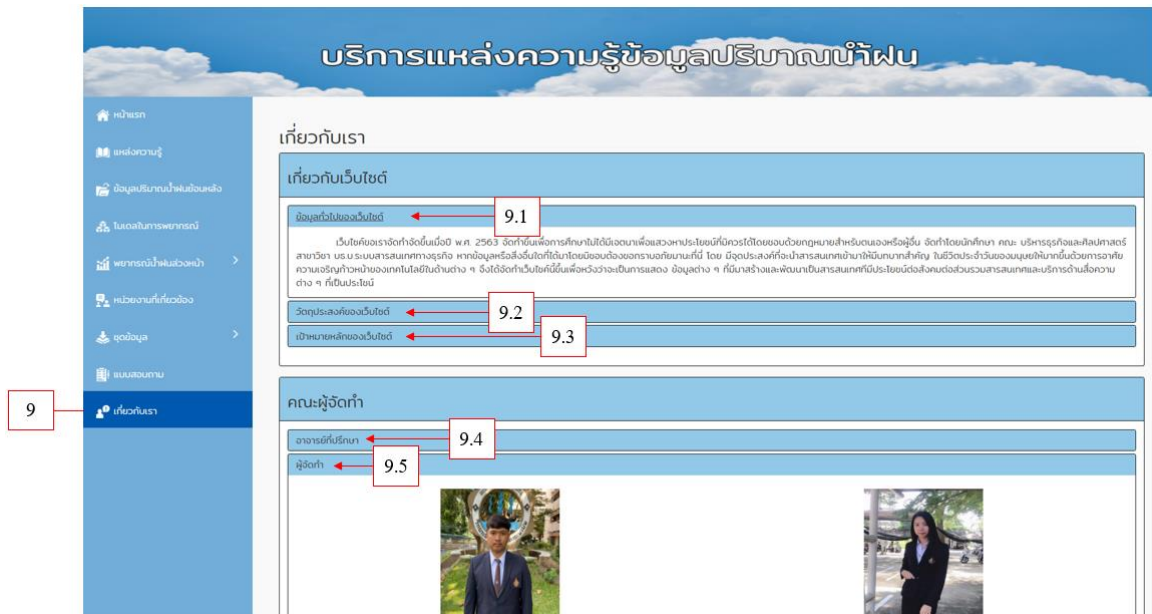 บริการแหล่งความรู้ข้อมูลปริมาณน้ำฝน
หน้าแรก
แหล่งความรู้
ข้อมูลปริมาณน้ำฝนย้อนหลัง
โมเดลในการพยากรณ์
พยากรณ์น้ำฝนล่วงหน้า
หน่วยงานที่เกี่ยวข้อง
ชุดข้อมูล
แบบสอบถาม
9
เกี่ยวกับเรา
เกี่ยวกับเรา
เกี่ยวกับเว็บไซต์
ข้อมูลทั่วไปของเว็บไซต์
9.1
เว็บไซค์ขอเราจัดทำจัดขึ้นเมื่อปี พ.ศ. 2563 จัดทำขึ้นเพื่อการศึกษาไม่ได้มีเจตนาเพื่อแสวงหาประโยชน์ที่มิควรได้โดยชอบด้วยกฎหมายสำหรับตนเองหรือผู้อื่น จัดทำโดยนักศึกษา คณะ บริหารธุรกิจและศิลปศาสตร์
สาขาวิชา บธ.บ.ระบบสารสนเทศทางธุรกิจ หากข้อมูลหรือสิ่งอื่นใดที่ได้มาโดยมิชอบต้องขอกราบอภัยมานะที่นี่ โดย มีจุดประสงค์ที่จะนำสารสนเทศเข้ามาให้มีบทบาทสำคัญ ในชีวิตประจำวันของมนุษย์ให้มากขึ้นด้วยการอาศัย
ความเจริญก้าวหน้าของเทคโนโลยีในด้านต่าง ๆ จึงได้จัดทำเว็บไซค์นี้ขึ้นเพื่อหวังว่าจะเป็นการแสดง ข้อมูลต่าง ๆ ที่มีมาสร้างและพัฒนาเป็นสารสนเทศที่มีประโยชน์ต่อสังคมต่อส่วนรวมสารสนเทศและบริการด้านสื่อความ
ต่าง ๆ ที่เป็นประโยน์
วัตถุประสงค์ของเว็บไซต์
9.2
เป้าหมายหลักของเว็บไซต์
9.3
คณะผู้จัดทำ
อาจารย์ที่ปรึกษา
9.4
ผู้จัดทำ
9.5